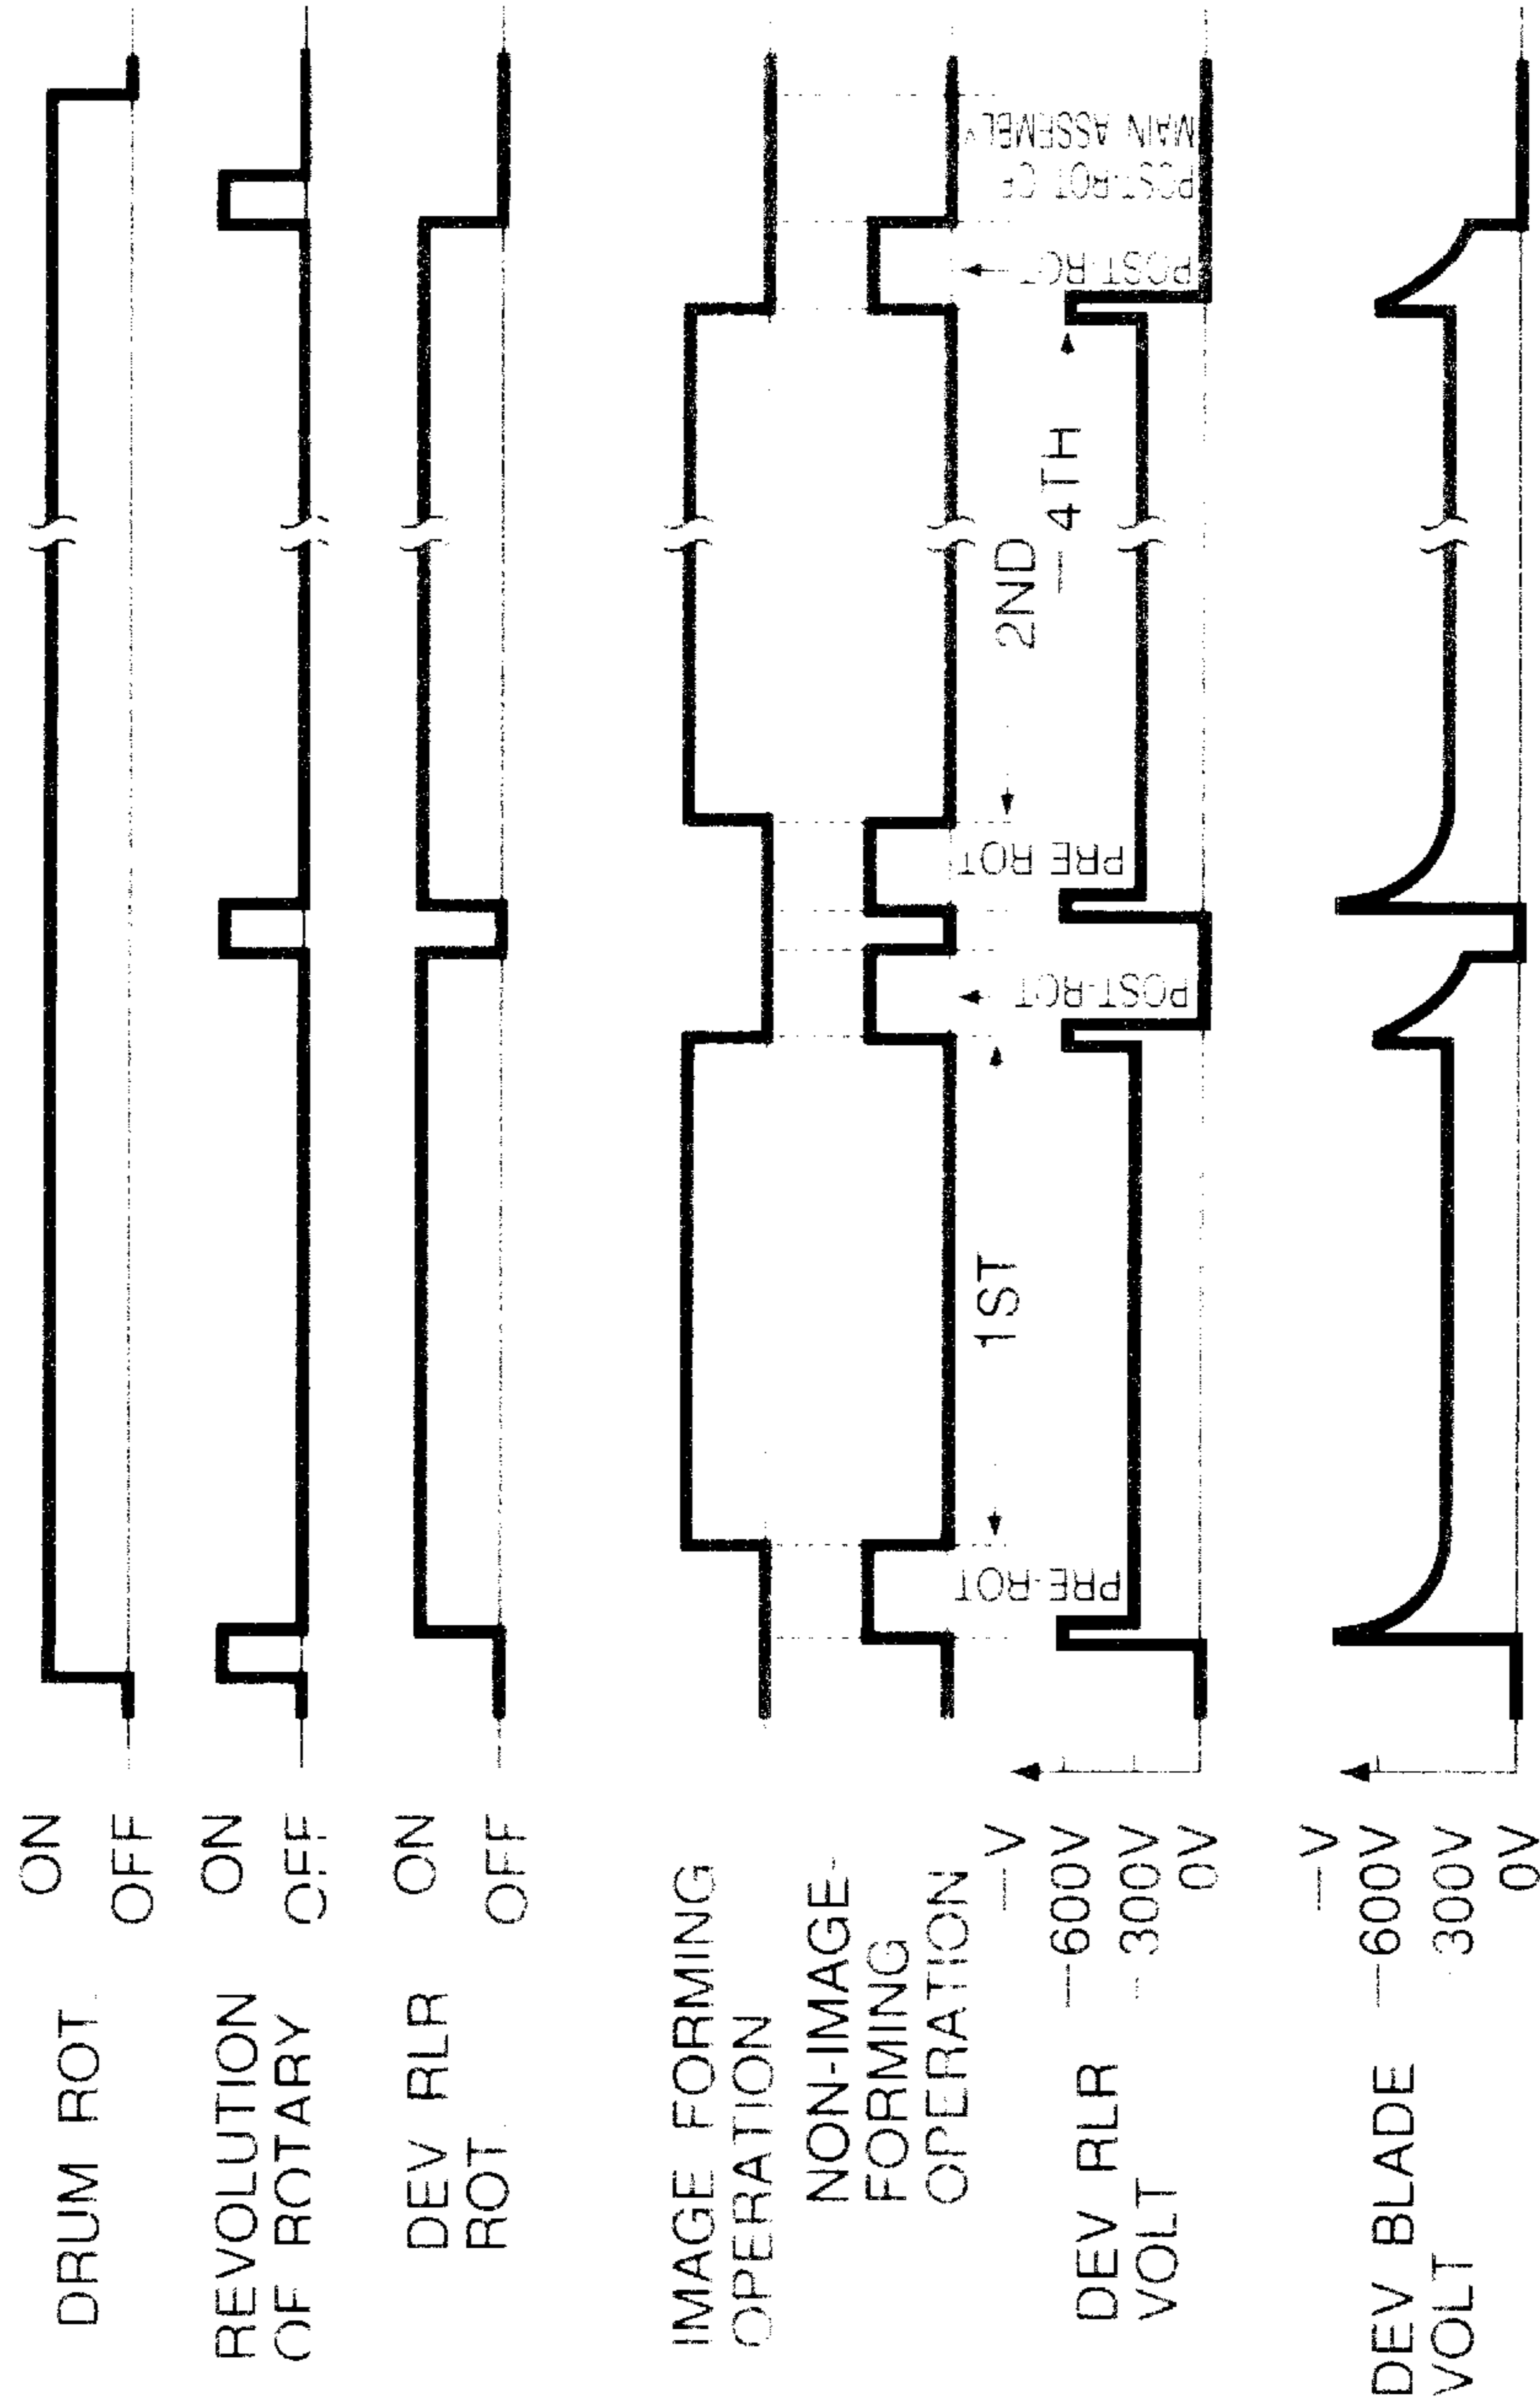 DRUM ROT.
ON
OFF
REVOLUTION
OF ROTARY
ON
OFF
DEV RLR
ROT.
ON
OFF
IMAGE FORMING
OPERATION
NON-IMAGE-
FORMING
OPERATION
PRE-ROT
1ST
POST-ROT
PRE ROT
2ND
—4TH
POST-ROT
POST-ROT OF
MAIN ASSEMBLY
DEV RLR
VOLT
—V
—600V
—300V
0V
DEV BLADE
VOLT
—V
—600V
300V
0V